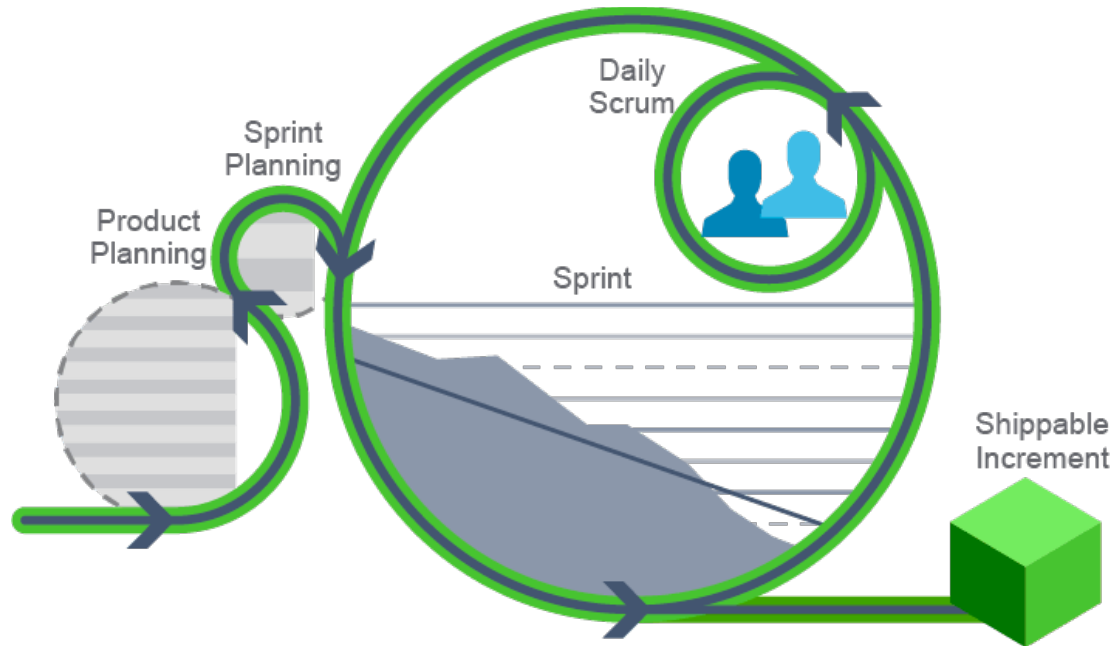 Product
Planning
Sprint
Planning
Daily
Scrum
Sprint
Shippable
Increment